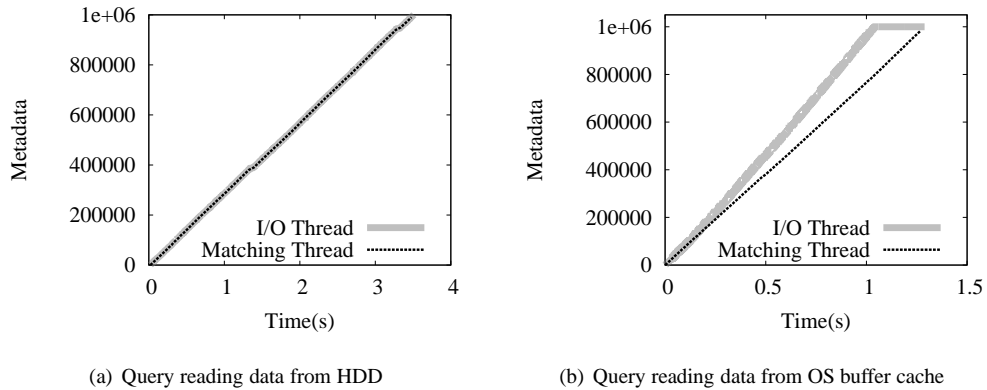 1e+06
800000
600000
400000
200000
0
Metadata
0 1 2 3 4
Time(s)
I/O Thread
Matching Thread
(a) Query reading data from HDD
1e+06
800000
600000
400000
200000
0
Metadata
0 0.5 1 1.5
Time(s)
I/O Thread
Matching Thread
(b) Query reading data from OS buffer cache